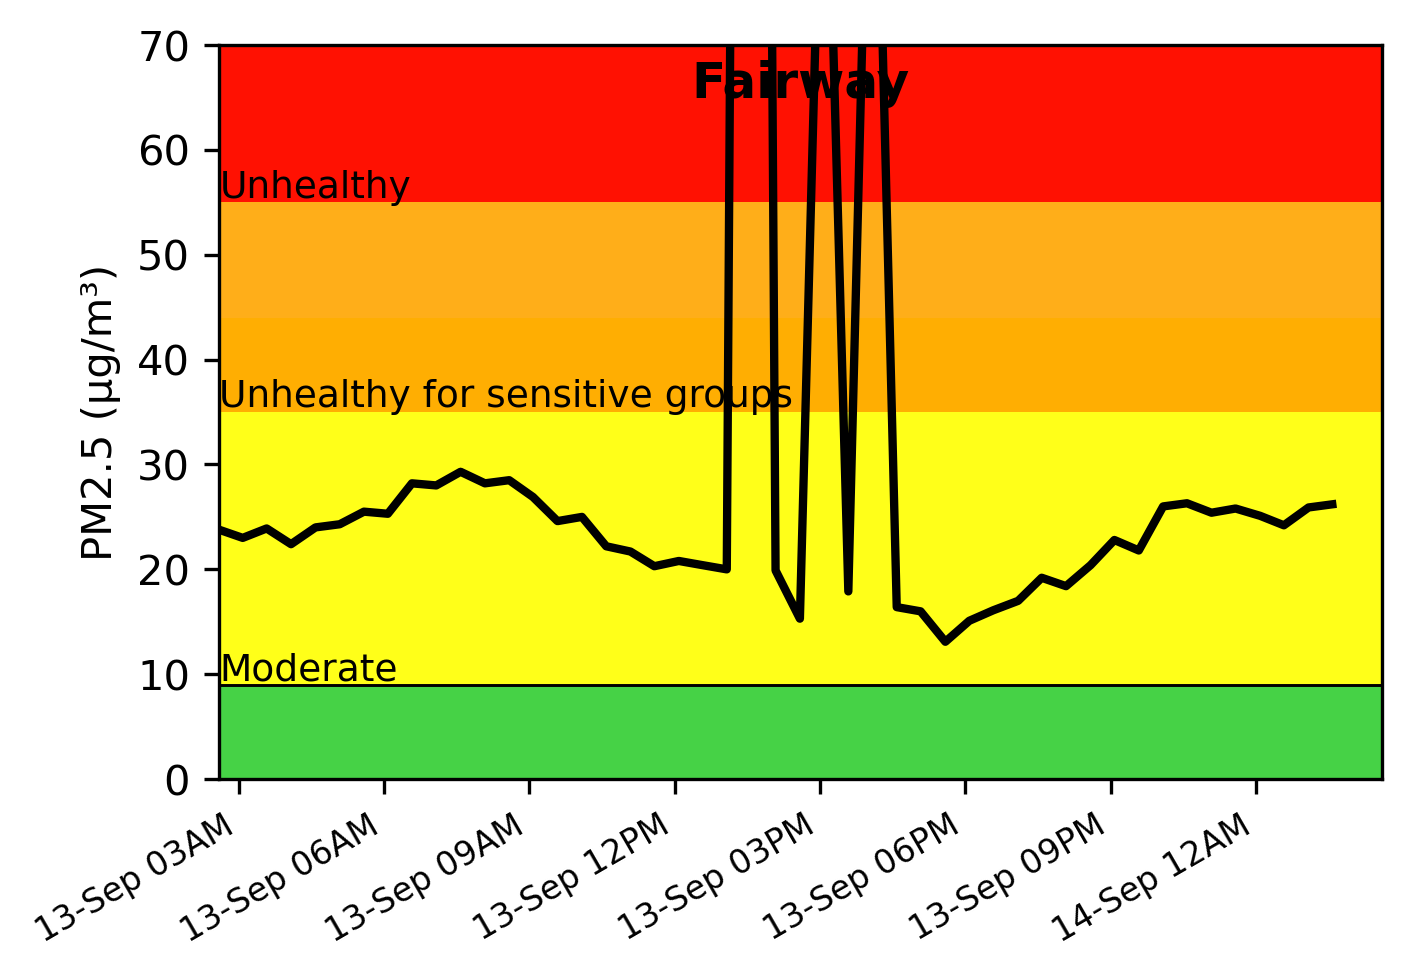 Fairway
PM2.5 (µg/m³)
70
60
50
40
30
20
10
0
Unhealthy
Unhealthy for sensitive groups
Moderate
13-Sep 03AM
13-Sep 06AM
13-Sep 09AM
13-Sep 12PM
13-Sep 03PM
13-Sep 06PM
13-Sep 09PM
14-Sep 12AM